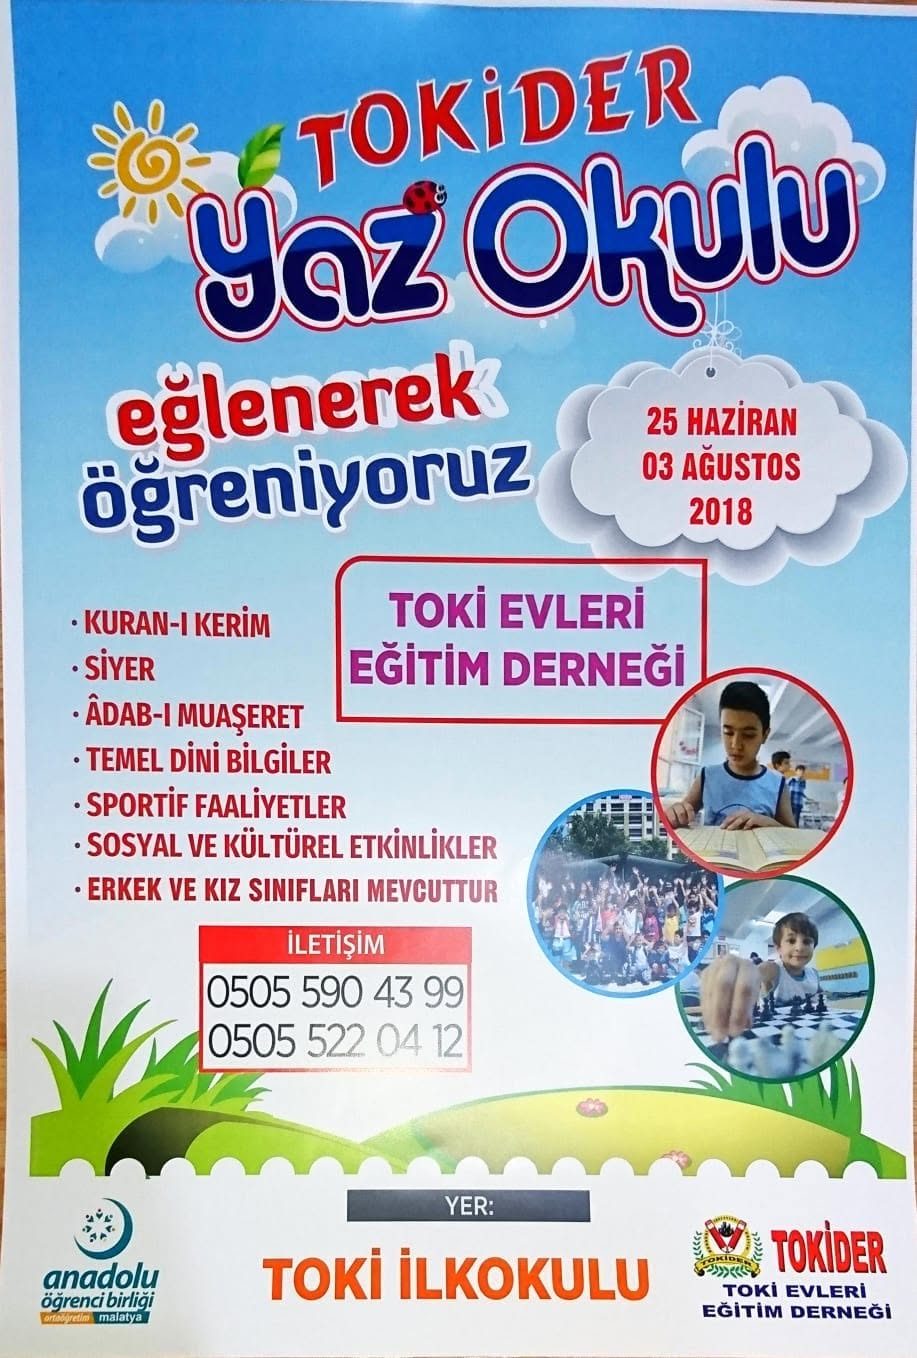 TOKİDER
Yaz Okulu
eğlenerek
öğreniyoruz
25 HAZİRAN
03 AĞUSTOS
2018
TOKİ EVLERİ
EĞİTİM DERNEĞİ
· KURAN-I KERİM
· SİYER
· ÂDAB-I MUAŞERET
· TEMEL DİNİ BİLGİLER
· SPORTİF FAALİYETLER
· SOSYAL VE KÜLTÜREL ETKİNLİKLER
· ERKEK VE KIZ SINIFLARI MEVCUTTUR
İLETİŞİM
0505 590 43 99
0505 522 04 12
YER:
TOKİ İLKOKULU
anadolu
öğrenci birliği
ortaöğretim malatya
TOKİDER
TOKİDER
TOKİ EVLERİ
EĞİTİM DERNEĞİ